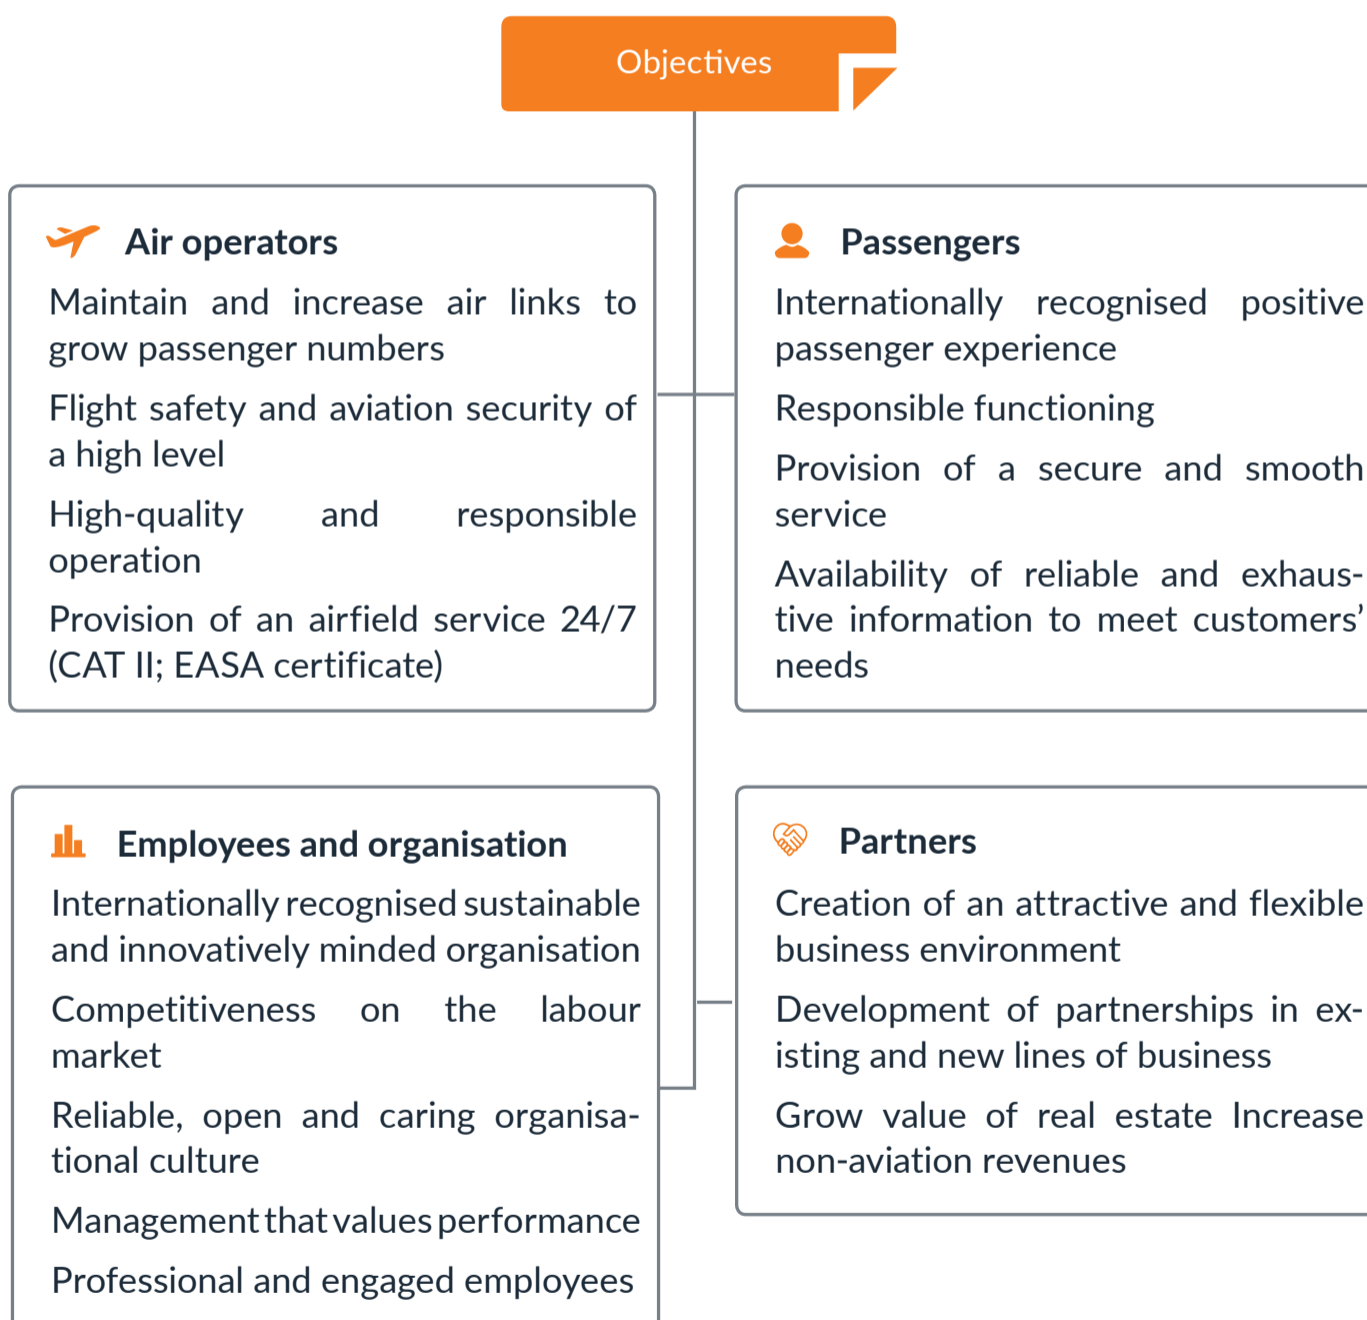 Objectives
Air operators
Maintain and increase air links to
grow passenger numbers
Flight safety and aviation security of
a high level
High-quality and responsible
operation
Provision of an airfield service 24/7
(CAT II; EASA certificate)
Passengers
Internationally recognised positive
passenger experience
Responsible functioning
Provision of a secure and smooth
service
Availability of reliable and exhaus-
tive information to meet customers’
needs
Employees and organisation
Internationally recognised sustainable
and innovatively minded organisation
Competitiveness on the labour
market
Reliable, open and caring organisa-
tional culture
Management that values performance
Professional and engaged employees
Partners
Creation of an attractive and flexible
business environment
Development of partnerships in ex-
isting and new lines of business
Grow value of real estate Increase
non-aviation revenues